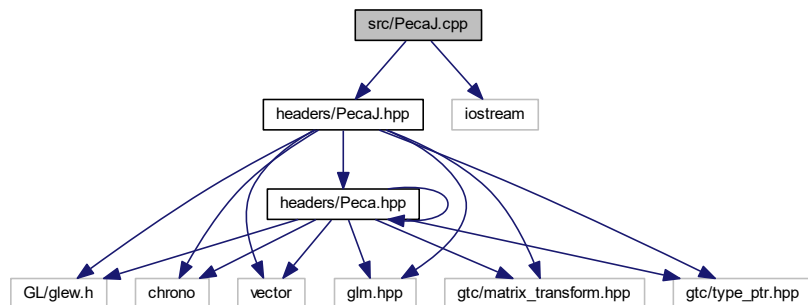 src/PecaJ.cpp
headers/PecaJ.hpp
iostream
headers/Peca.hpp
GL/glew.h
chrono
vector
glm.hpp
gtc/matrix_transform.hpp
gtc/type_ptr.hpp